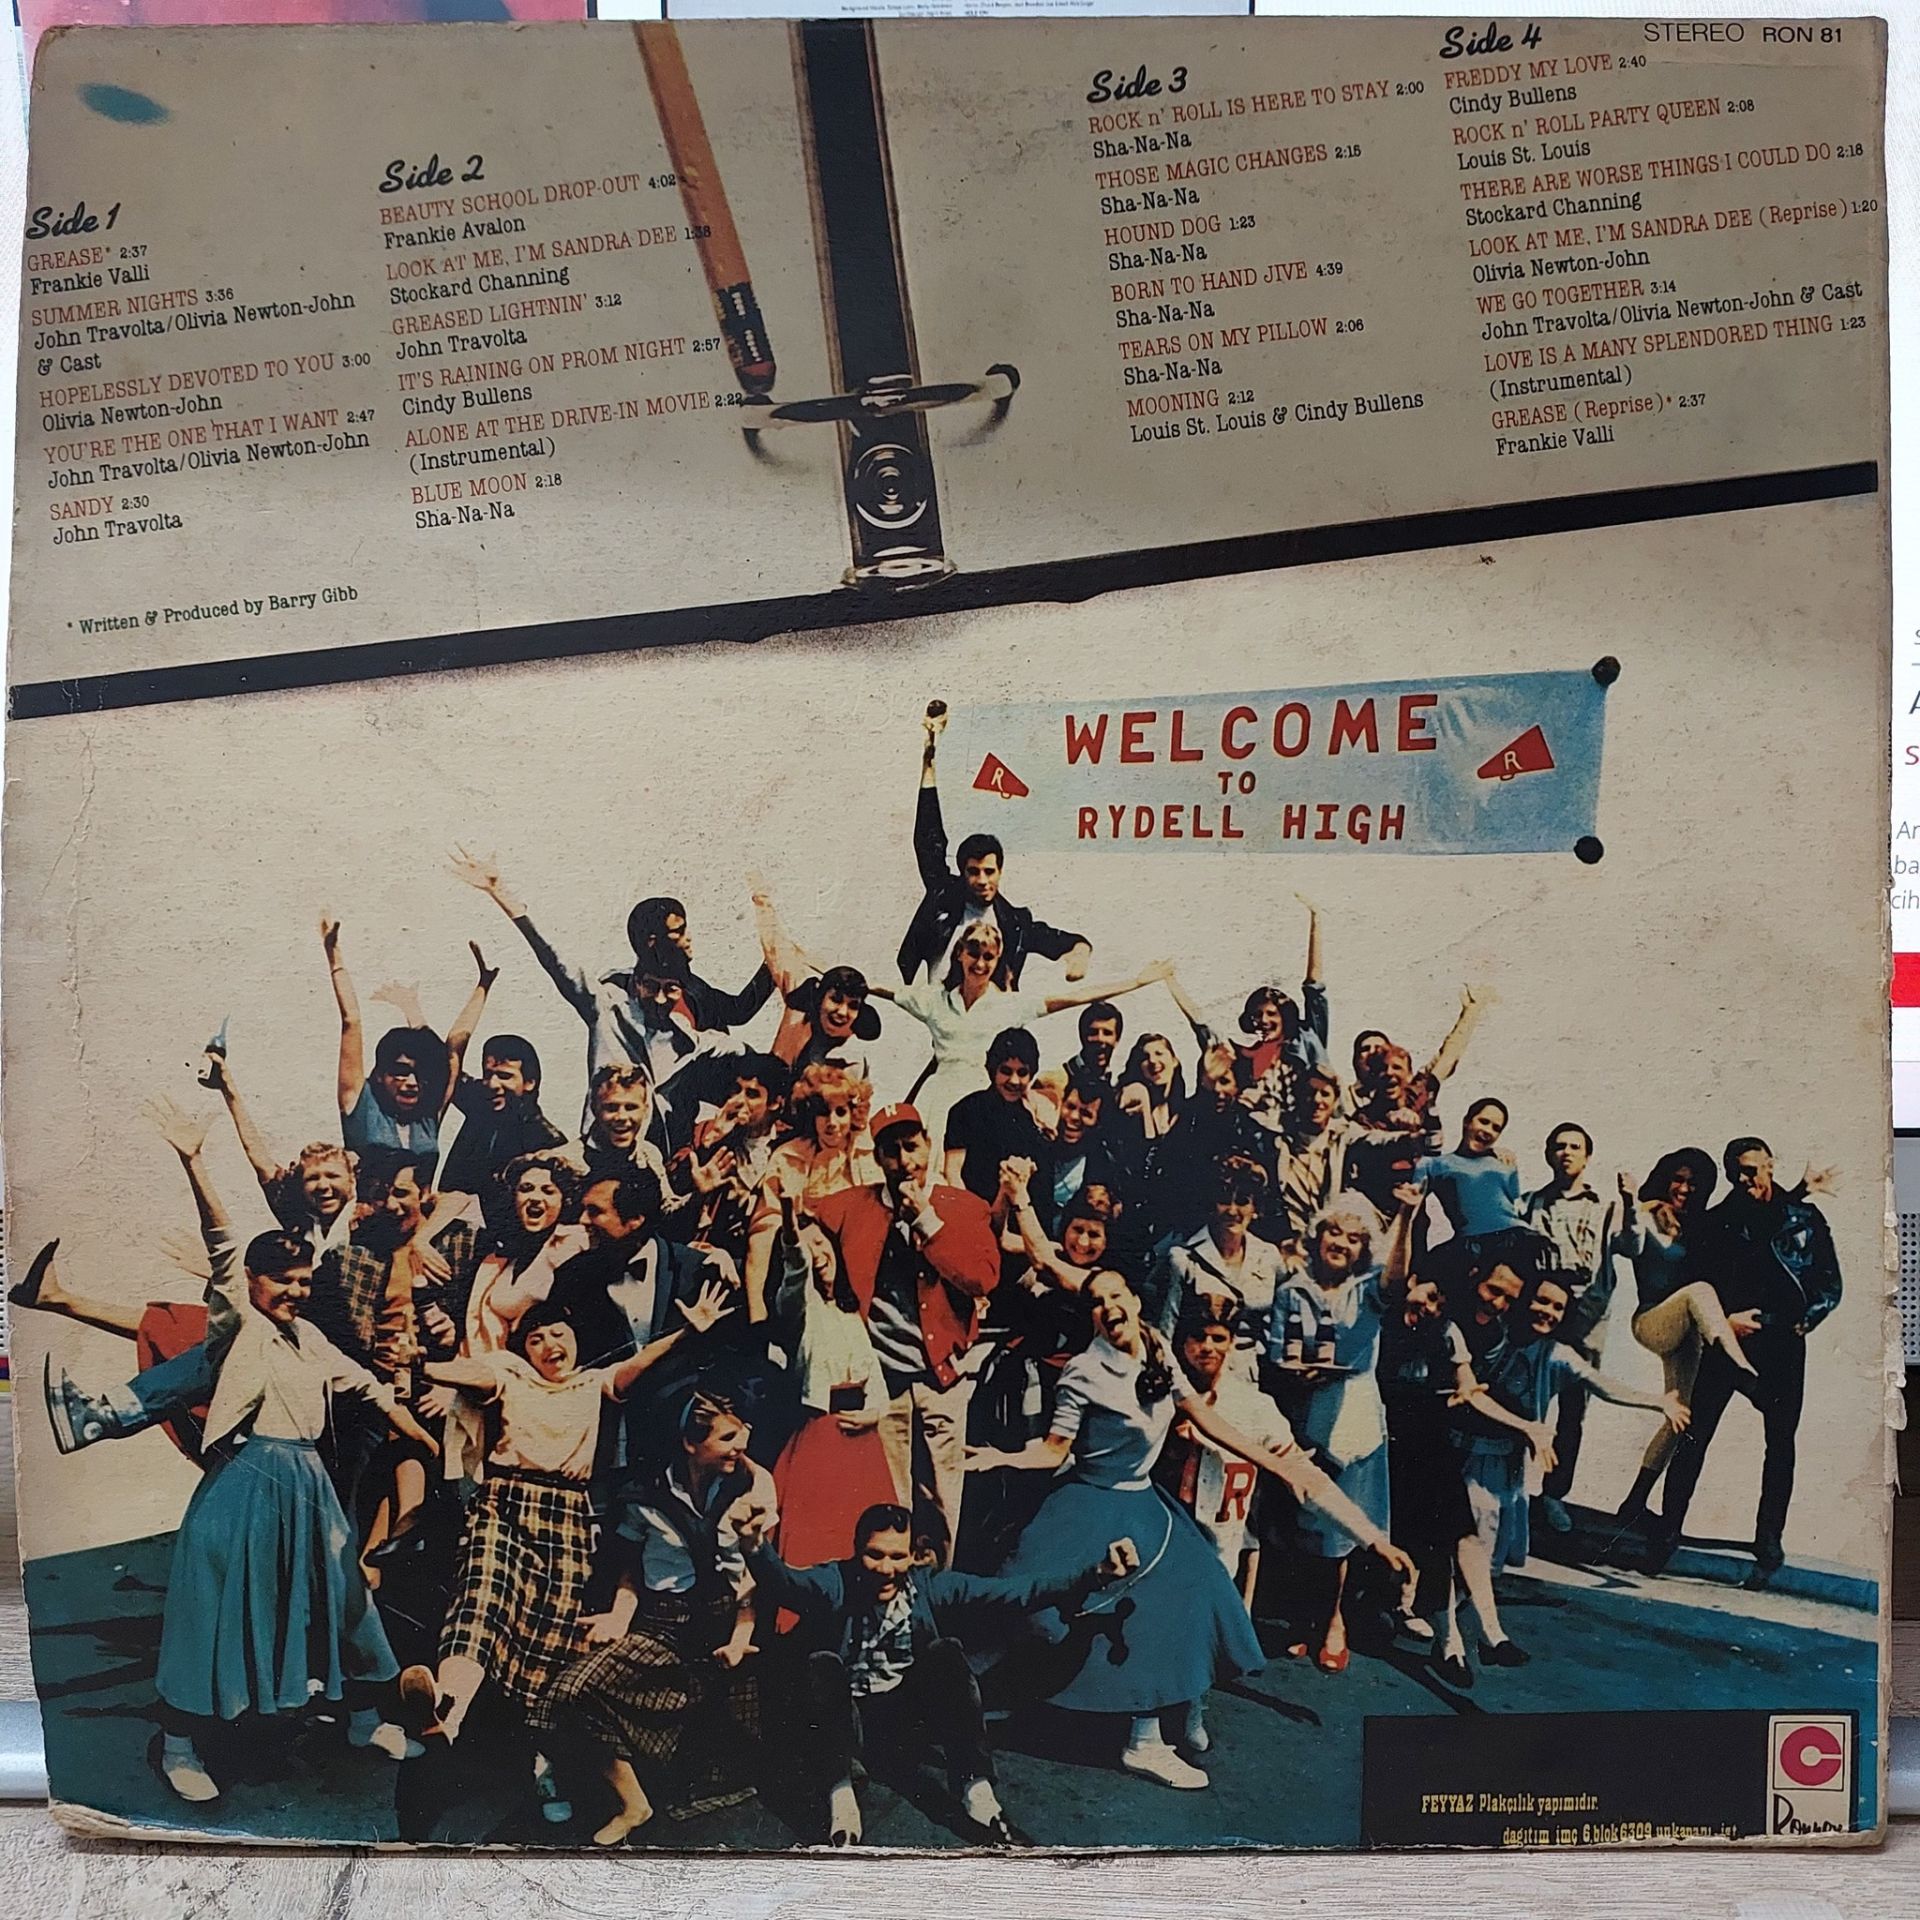 STEREO RON 81
Side 1
GREASE* 2:37
Frankie Valli
SUMMER NIGHTS 3:36
John Travolta/Olivia Newton-John
& Cast
HOPELESSLY DEVOTED TO YOU 3:00
Olivia Newton-John
YOU'RE THE ONE THAT I WANT 2:47
John Travolta/Olivia Newton-John
SANDY 2:30
John Travolta
* Written & Produced by Barry Gibb
Side 2
BEAUTY SCHOOL DROP-OUT 4:02
Frankie Avalon
LOOK AT ME, I'M SANDRA DEE 1:38
Stockard Channing
GREASED LIGHTNIN' 3:12
John Travolta
IT'S RAINING ON PROM NIGHT 2:57
Cindy Bullens
ALONE AT THE DRIVE-IN MOVIE 2:22
(Instrumental)
BLUE MOON 2:18
Sha-Na-Na
Side 3
ROCK n' ROLL IS HERE TO STAY 2:00
Sha-Na-Na
THOSE MAGIC CHANGES 2:15
Sha-Na-Na
HOUND DOG 1:23
Sha-Na-Na
BORN TO HAND JIVE 4:39
Sha-Na-Na
TEARS ON MY PILLOW 2:06
Sha-Na-Na
MOONING 2:12
Louis St. Louis & Cindy Bullens
Side 4
FREDDY MY LOVE 2:40
Cindy Bullens
ROCK n' ROLL PARTY QUEEN 2:08
Louis St. Louis
THERE ARE WORSE THINGS I COULD DO 2:18
Stockard Channing
LOOK AT ME, I'M SANDRA DEE (Reprise) 1:20
Olivia Newton-John
WE GO TOGETHER 3:14
John Travolta/Olivia Newton-John & Cast
LOVE IS A MANY SPLENDORED THING 1:23
(Instrumental)
GREASE (Reprise)* 2:37
Frankie Valli
WELCOME
R R
TO
RYDELL HIGH
R
R
FEYYAZ Plakçılık yapımıdır.
dağıtım imç 6.blok 6309 unkapanı. ist.